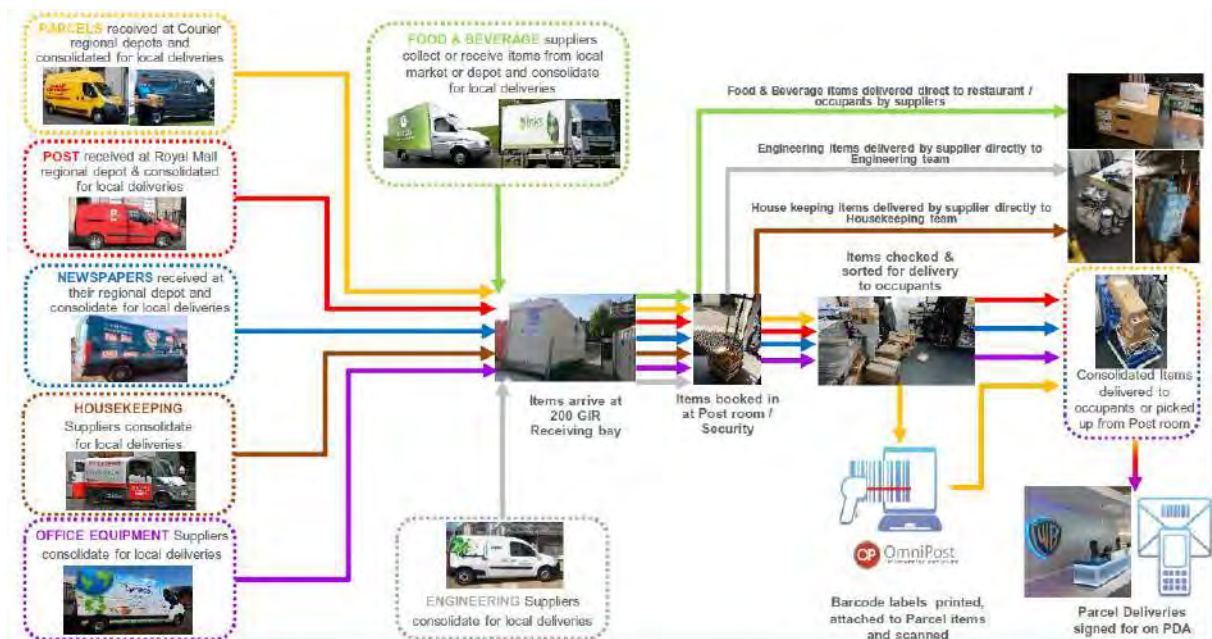 PARCELS received at Courier
regional depots and
consolidated for local deliveries
POST received at Royal Mail
regional depot & consolidated
for local deliveries
NEWSPAPERS received at
their regional depot and
consolidate for local deliveries
HOUSEKEEPING
Suppliers consolidate
for local deliveries
OFFICE EQUIPMENT Suppliers
consolidate for local deliveries
FOOD & BEVERAGE suppliers
collect or receive items from local
market or depot and consolidate
for local deliveries
Items arrive at
200 GIR
Receiving bay
ENGINEERING Suppliers
consolidate for local deliveries
Items booked in
at Post room /
Security
Food & Beverage items delivered direct to restaurant /
occupants by suppliers
Engineering items delivered by supplier directly to
Engineering team
House keeping items delivered by supplier directly to
Housekeeping team
Items checked &
sorted for delivery
to occupants
OP OmniPost
Barcode labels printed,
attached to Parcel items
and scanned
Consolidated Items
delivered to
occupants or picked
up from Post room
Parcel Deliveries
signed for on PDA